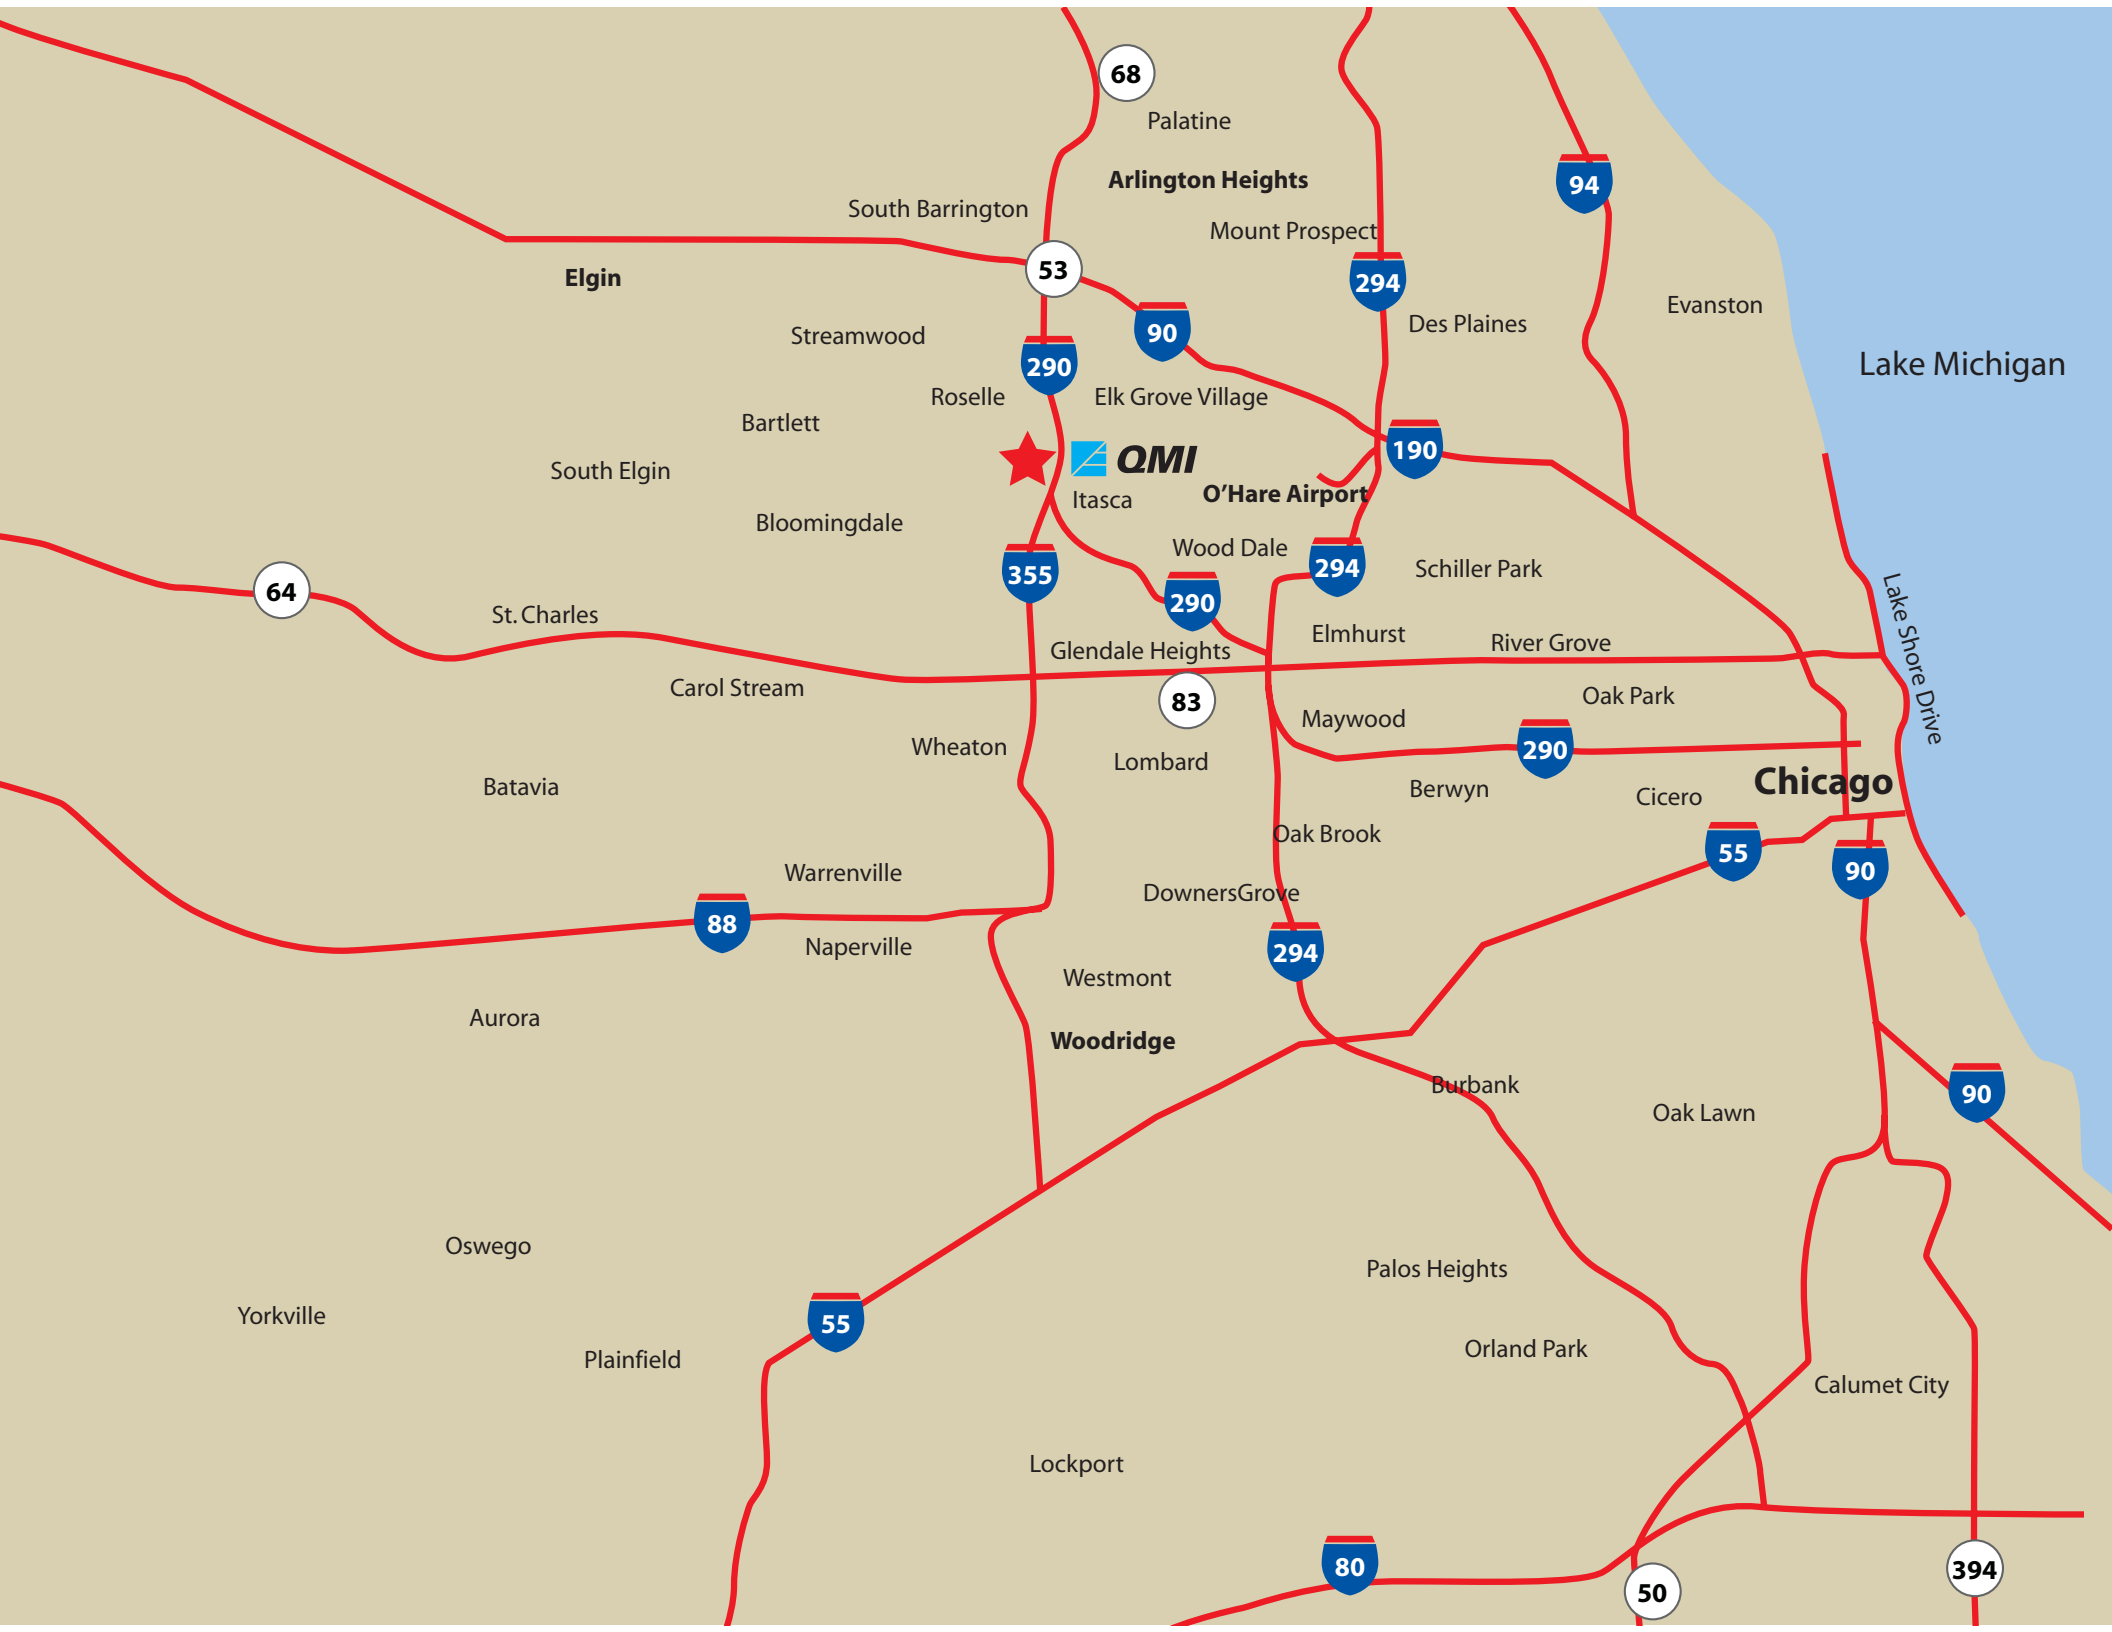 68
Palatine
Arlington Heights
94
South Barrington
Mount Prospect
53
Elgin
294
Evanston
90
Des Plaines
Streamwood
Lake Michigan
290
Roselle
Elk Grove Village
Bartlett
190
QMI
South Elgin
O'Hare Airport
Itasca
Bloomingdale
Wood Dale
294
Schiller Park
355
64
290
St. Charles
Elmhurst
River Grove
Glendale Heights
Lake Shore Drive
Carol Stream
83
Oak Park
Maywood
Wheaton
290
Lombard
Chicago
Batavia
Berwyn
Cicero
Oak Brook
55
Warrenville
90
DownersGrove
88
Naperville
294
Westmont
Aurora
Woodridge
Burbank
90
Oak Lawn
Oswego
Palos Heights
Yorkville
55
Orland Park
Plainfield
Calumet City
Lockport
80
394
50